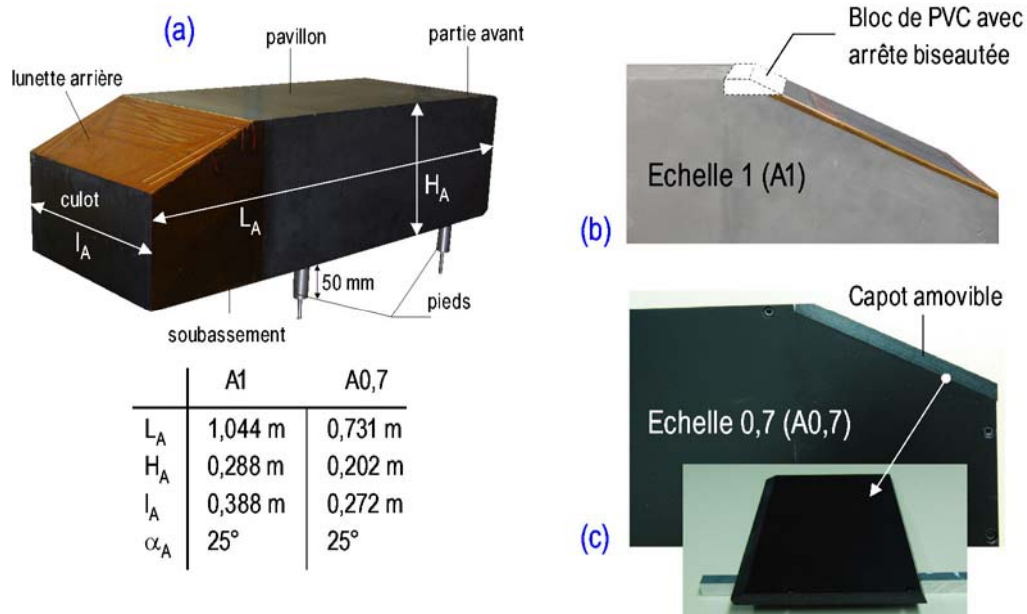 (a)
pavillon
partie avant
lunette arrière
culot
H_A
L_A
l_A
50 mm
pieds
soubassement
A1 A0,7
L_A 1,044 m 0,731 m
H_A 0,288 m 0,202 m
l_A 0,388 m 0,272 m
α_A 25° 25°
Bloc de PVC avec
arrête biseautée
Echelle 1 (A1)
(b)
Capot amovible
Echelle 0,7 (A0,7)
(c)